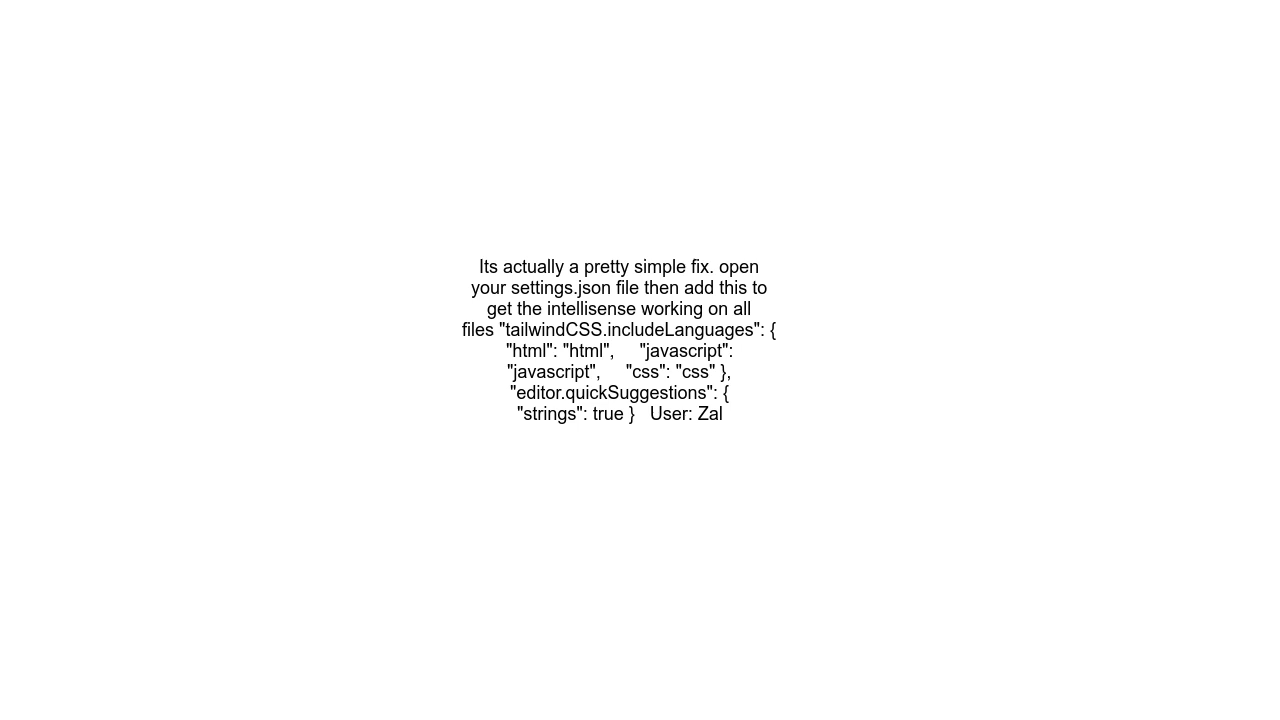 Its actually a pretty simple fix. open
your settings.json file then add this to
get the intellisense working on all
files "tailwindCSS.includeLanguages": {
"html": "html",     "javascript":
"javascript",     "css": "css" },
"editor.quickSuggestions": {
"strings": true }   User: Zal